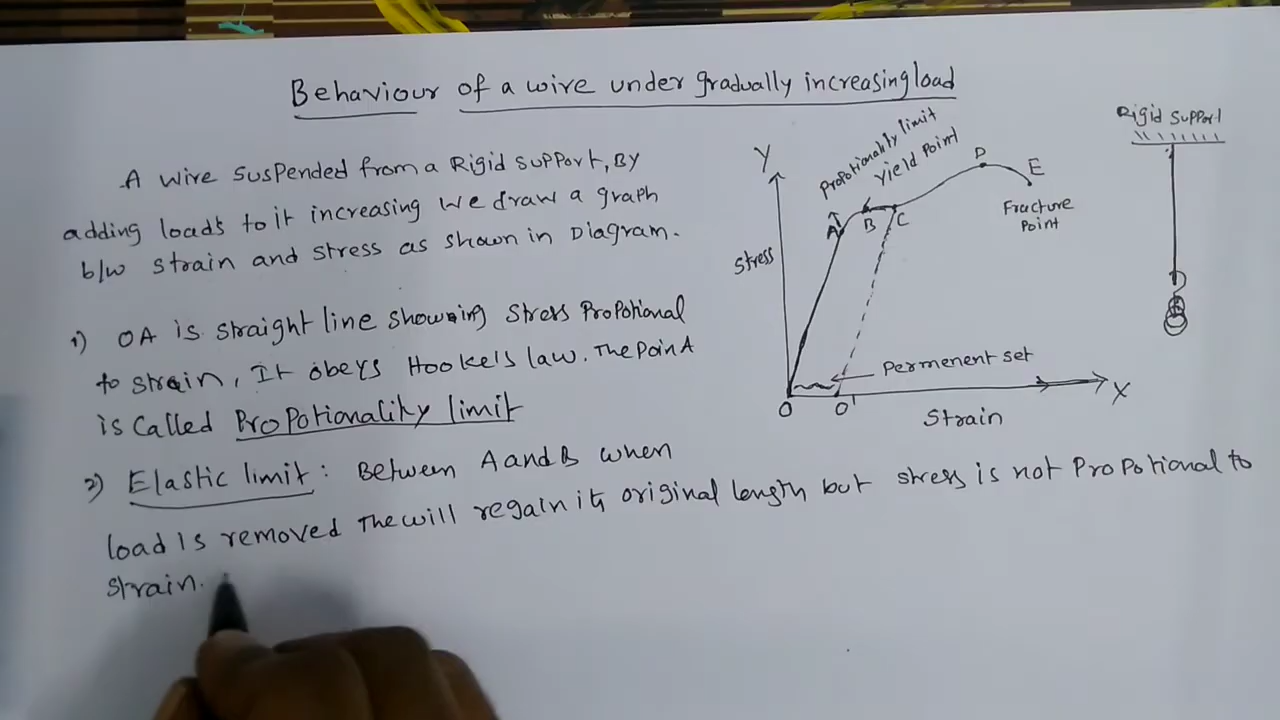 Behaviour of a wire under gradually increasing load
A wire suspended from a Rigid support, By
adding loads to it increasing we draw a graph
b/w strain and stress as shown in Diagram.
1) OA is straight line showing stress Propotional
to strain, It obeys Hooke's law. The Poin A
is Called Propotionality limit
2) Elastic limit: Between A and B when
load is removed The will regain its original length but stress is not Propotional to
strain.
Y
Stress
Propotionably limit
yield Point
A
B
C
D
E
Fracture
Point
Permenent set
O
O'
X
Strain
Rigid Support